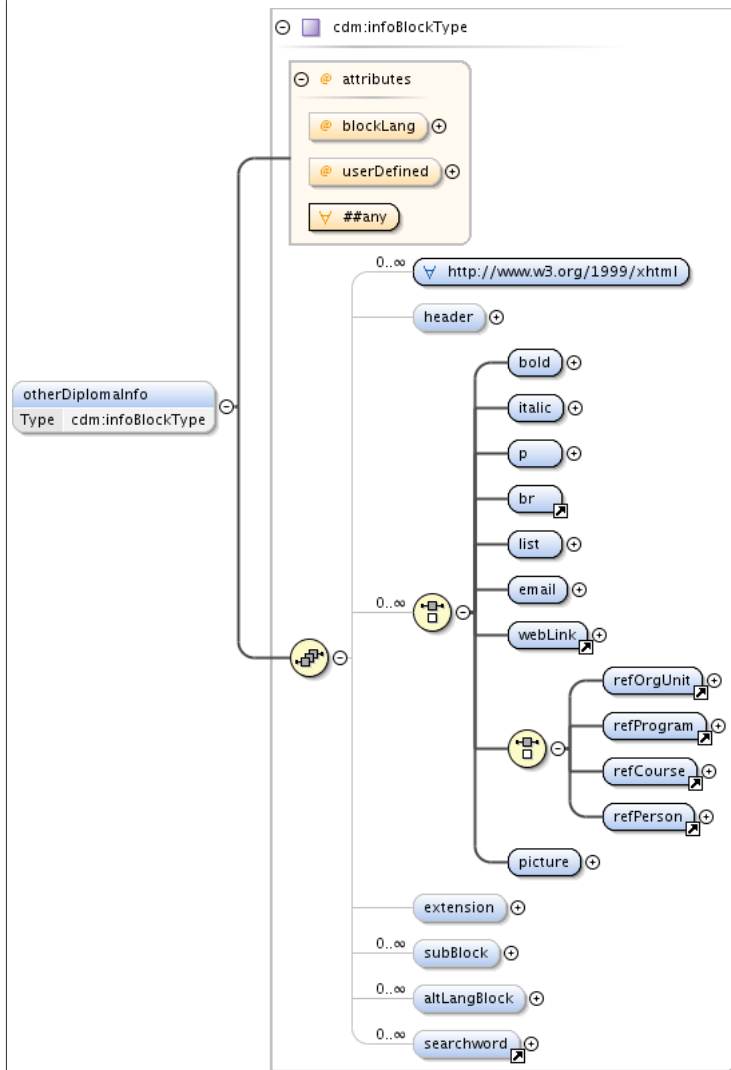 cdm:infoBlockType
@ attributes
@ blockLang
@ userDefined
∀ ##any
0..∞
∀ http://www.w3.org/1999/xhtml
header
otherDiplomaInfo
Type cdm:infoBlockType
0..∞
bold
italic
p
br
list
email
webLink
refOrgUnit
refProgram
refCourse
refPerson
picture
extension
0..∞
subBlock
0..∞
altLangBlock
0..∞
searchword